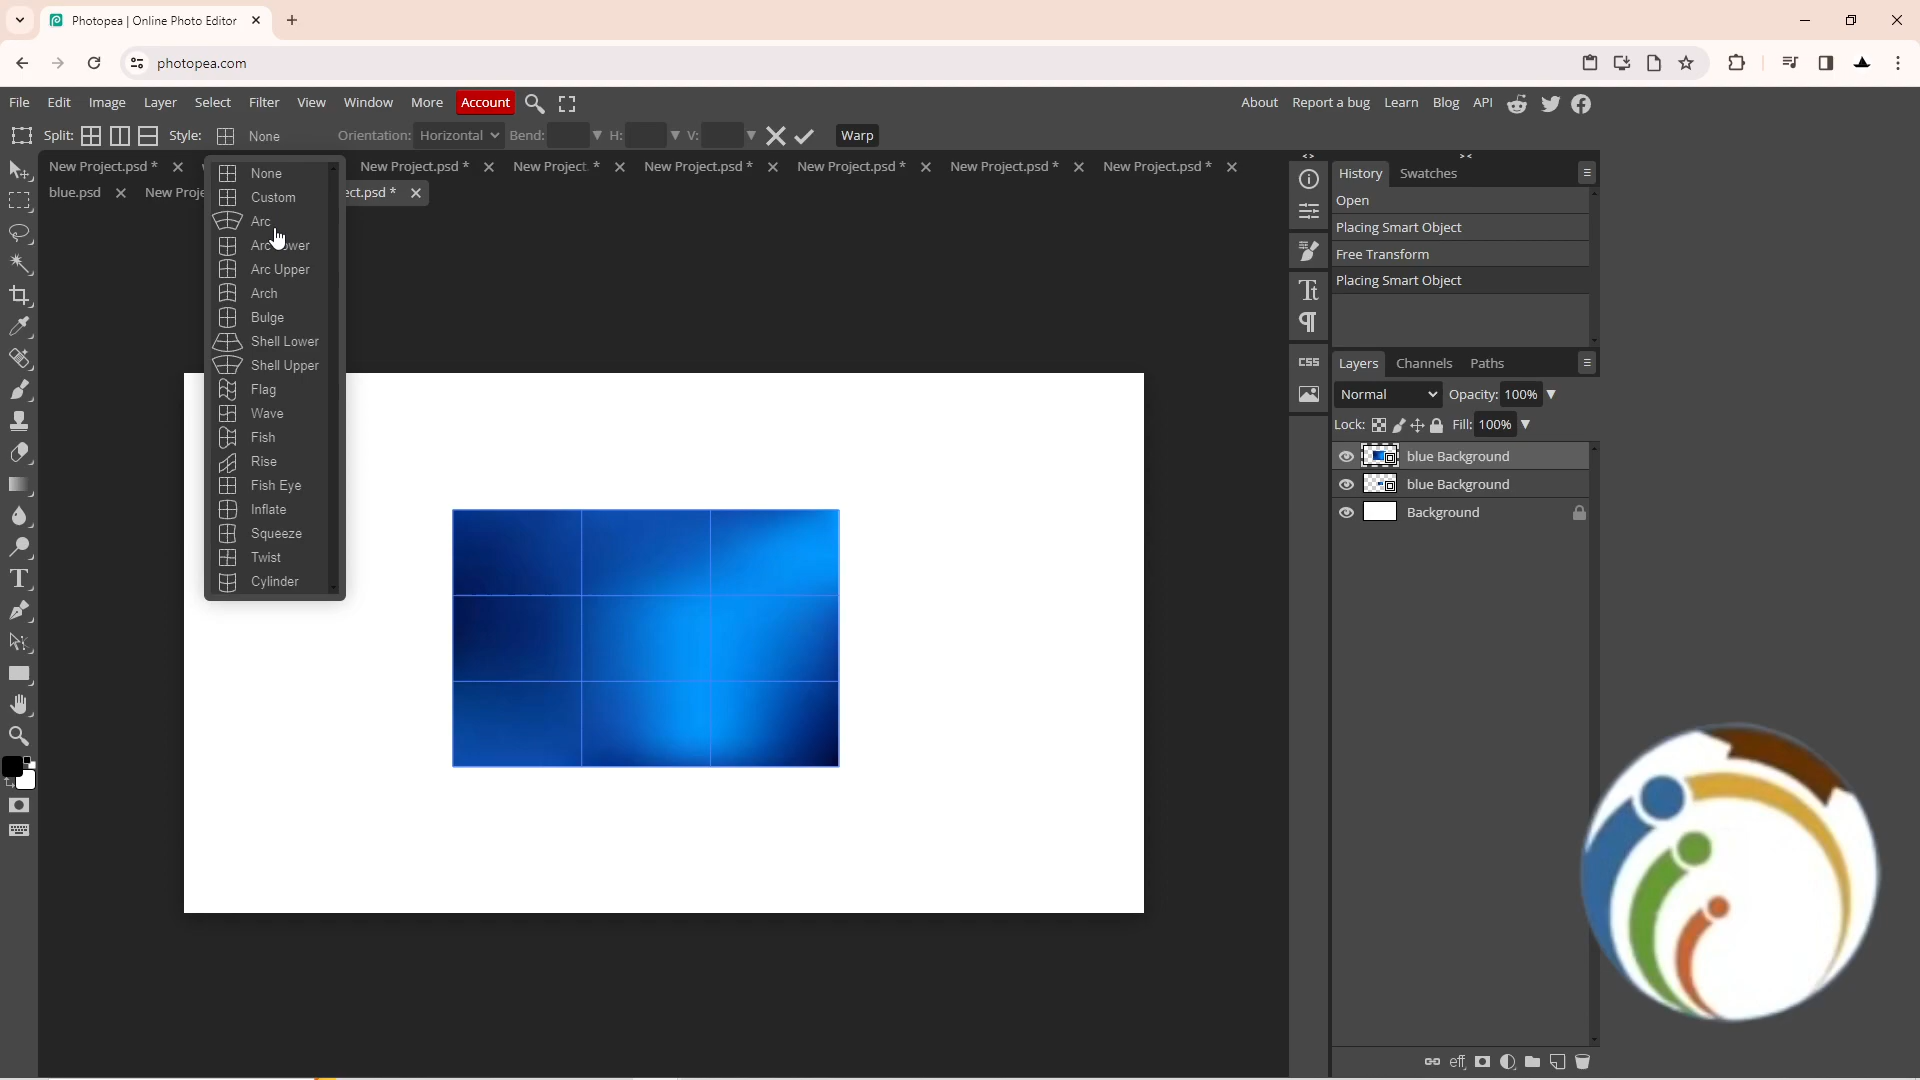 Photopea | Online Photo Editor
photopea.com
File Edit Image Layer Select Filter View Window More Account About Report a bug Learn Blog API
Split: Style: None Orientation: Horizontal Bend: H: V: Warp
New Project.psd * New Project.psd * New Project * New Project.psd * New Project.psd * New Project.psd * New Project.psd *
blue.psd New Proje ect.psd *
None
Custom
Arc
Arc Lower
Arc Upper
Arch
Bulge
Shell Lower
Shell Upper
Flag
Wave
Fish
Rise
Fish Eye
Inflate
Squeeze
Twist
Cylinder
CSS
History Swatches
Open
Placing Smart Object
Free Transform
Placing Smart Object
Layers Channels Paths
Normal Opacity: 100%
Lock: Fill: 100%
blue Background
blue Background
Background
eff